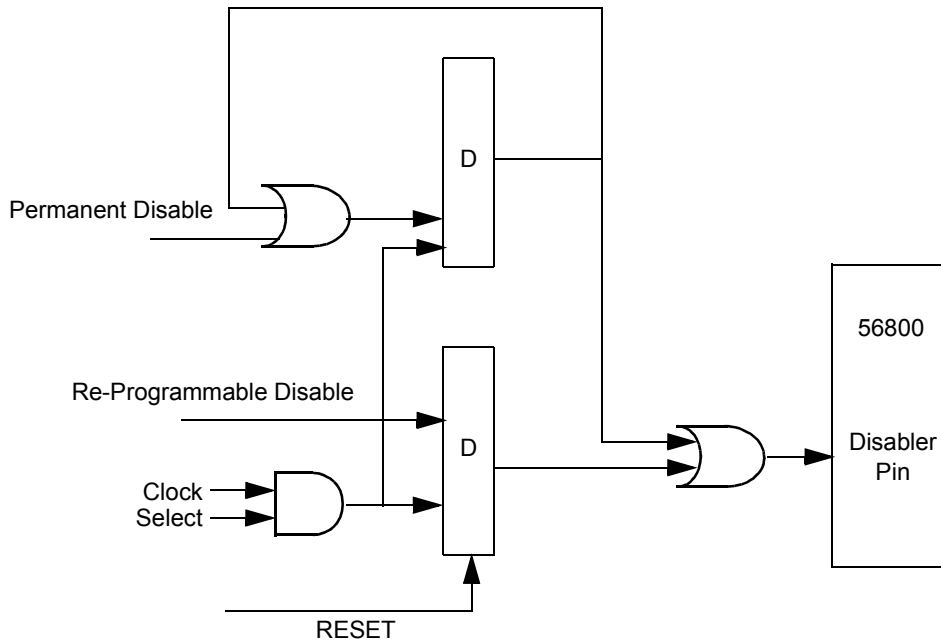 D
Permanent Disable
56800
Re-Programmable Disable
D
Disabler
Pin
Clock
Select
RESET